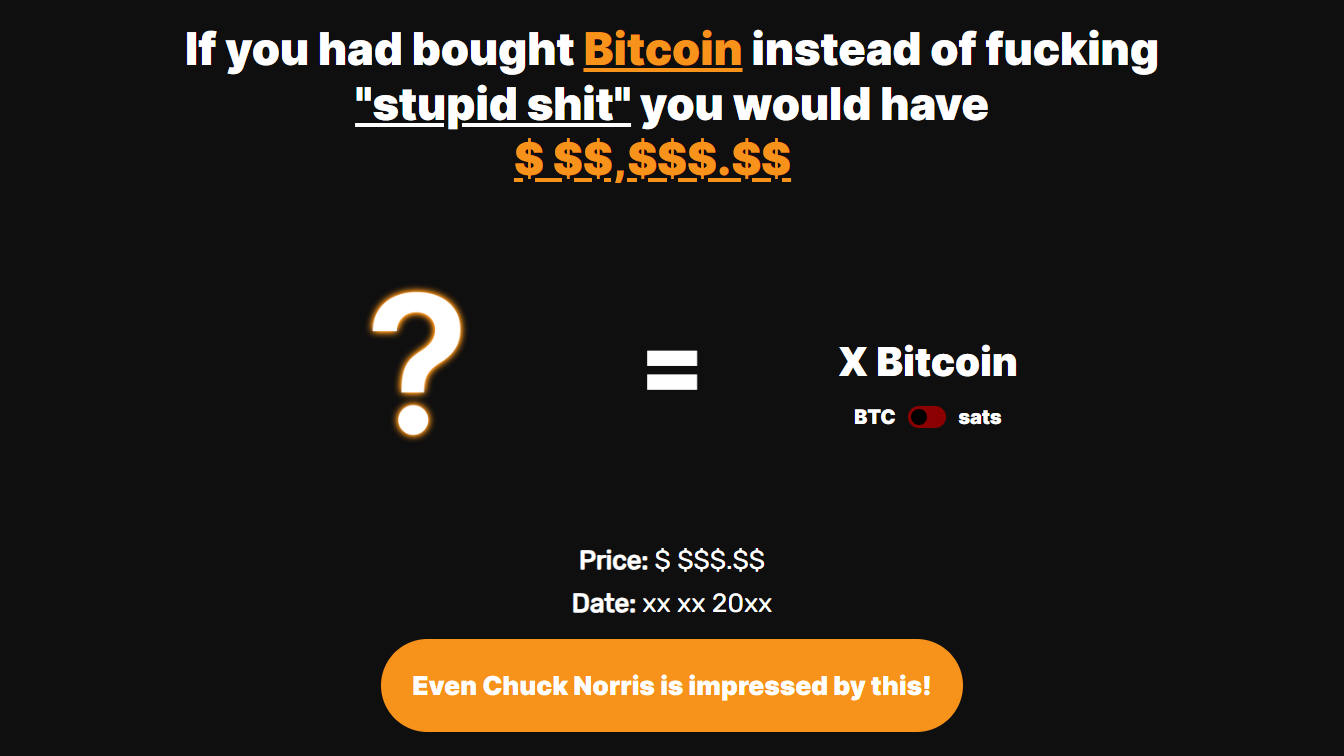 If you had bought Bitcoin instead of fucking
"stupid shit" you would have
$ $$,$$$.$$
?
=
X Bitcoin
BTC sats
Price: $ $$$.$$
Date: xx xx 20xx
Even Chuck Norris is impressed by this!